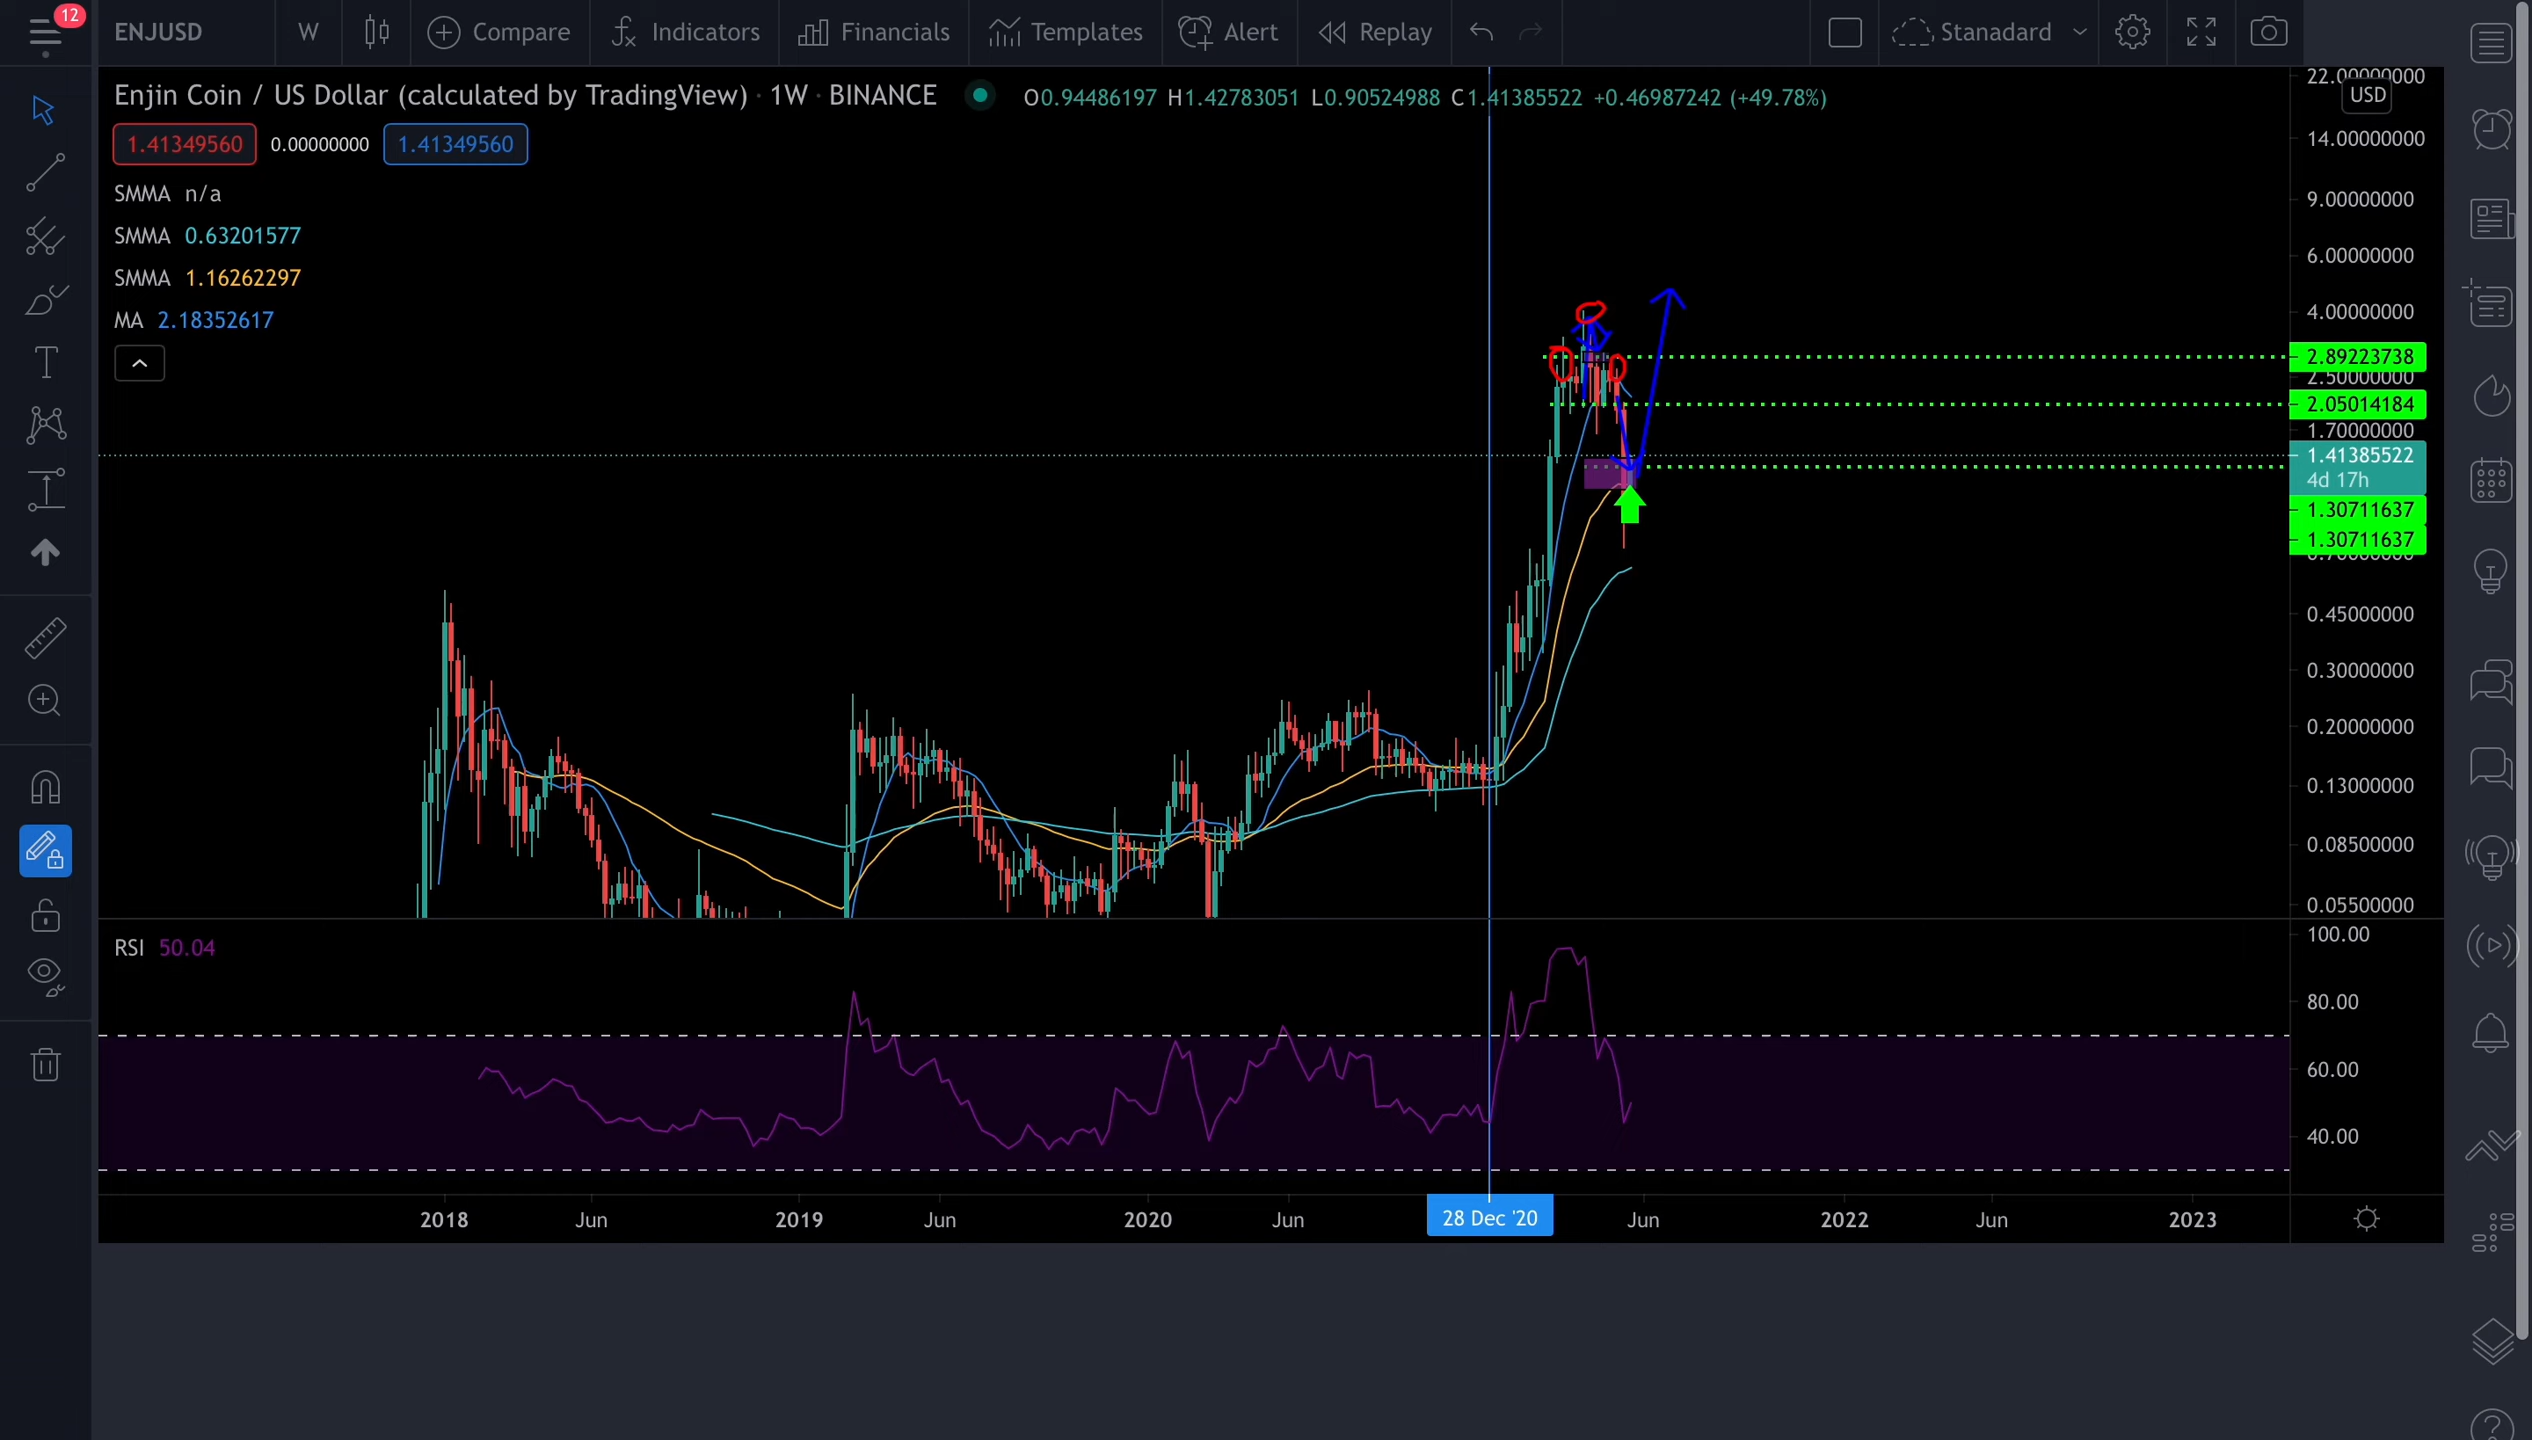 12
ENJUSD W Compare Indicators Financials Templates Alert Replay Stanadard
Enjin Coin / US Dollar (calculated by TradingView) · 1W · BINANCE O0.94486197 H1.42783051 L0.90524988 C1.41385522 +0.46987242 (+49.78%)
1.41349560 0.00000000 1.41349560
SMMA n/a
SMMA 0.63201577
SMMA 1.16262297
MA 2.18352617
22.00000000
USD
14.00000000
9.00000000
6.00000000
4.00000000
2.89223738
2.50000000
2.05014184
1.70000000
1.41385522
4d 17h
1.30711637
1.30711637
0.45000000
0.30000000
0.20000000
0.13000000
0.08500000
0.05500000
RSI 50.04
100.00
80.00
60.00
40.00
2018 Jun 2019 Jun 2020 Jun 28 Dec '20 Jun 2022 Jun 2023